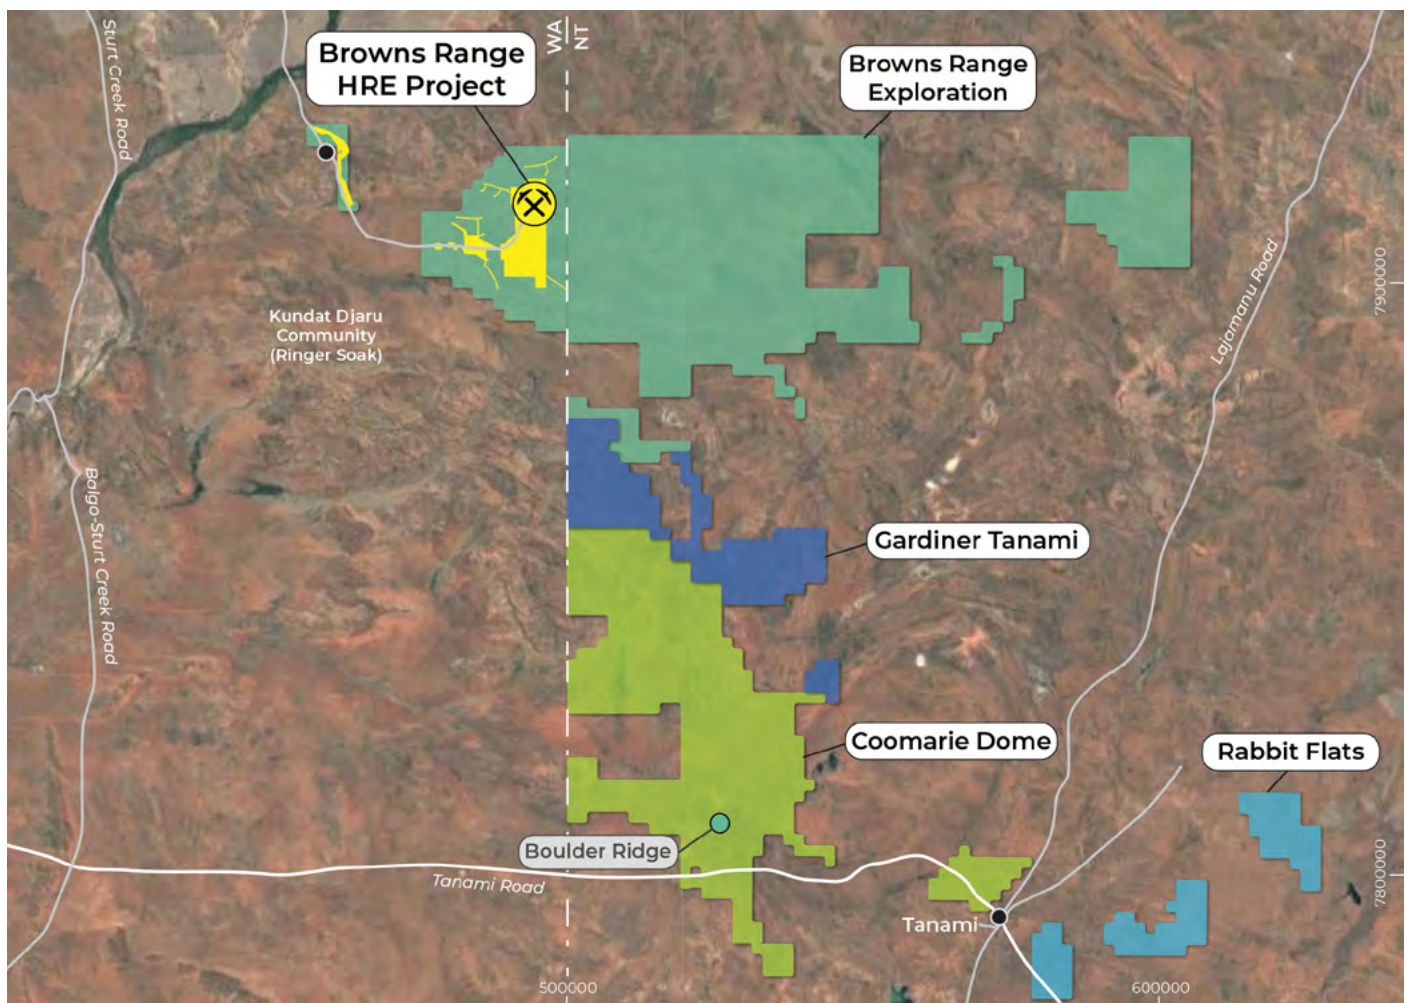 Sturt Creek Road
Browns Range
HRE Project
WA
NT
Browns Range
Exploration
Kundat Djaru
Community
(Ringer Soak)
Lajamanu Road
7900000
Balgo-Sturt Creek Road
Gardiner Tanami
Coomarie Dome
Rabbit Flats
Boulder Ridge
Tanami Road
7800000
Tanami
500000
600000